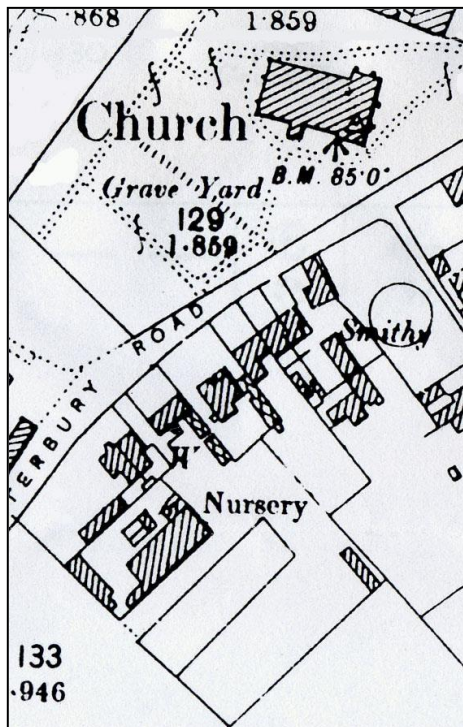 868
1·859
Church
B.M. 85·0
Grave Yard
129
1·859
Smithy
TERBURY ROAD
W
Nursery
133
·946